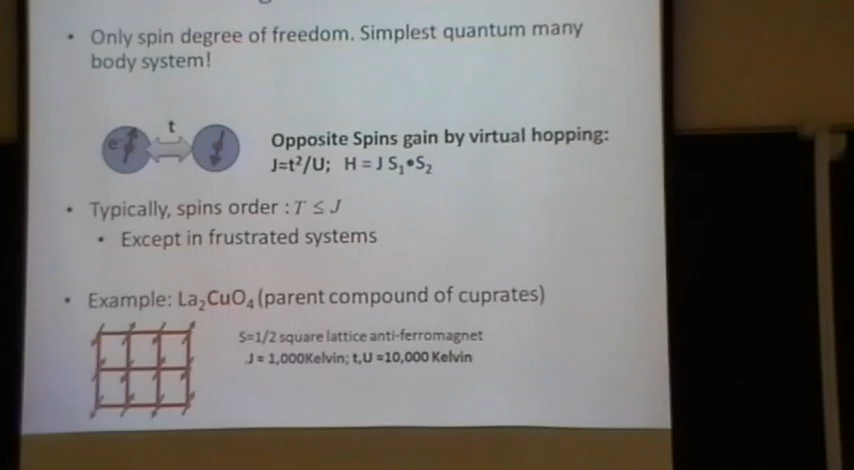 • Only spin degree of freedom. Simplest quantum many
body system!
t
e⁻
Opposite Spins gain by virtual hopping:
J=t²/U; H = J S₁•S₂
• Typically, spins order : T ≤ J
• Except in frustrated systems
• Example: La₂CuO₄ (parent compound of cuprates)
S=1/2 square lattice anti-ferromagnet
J ≈ 1,000Kelvin; t,U ≈10,000 Kelvin